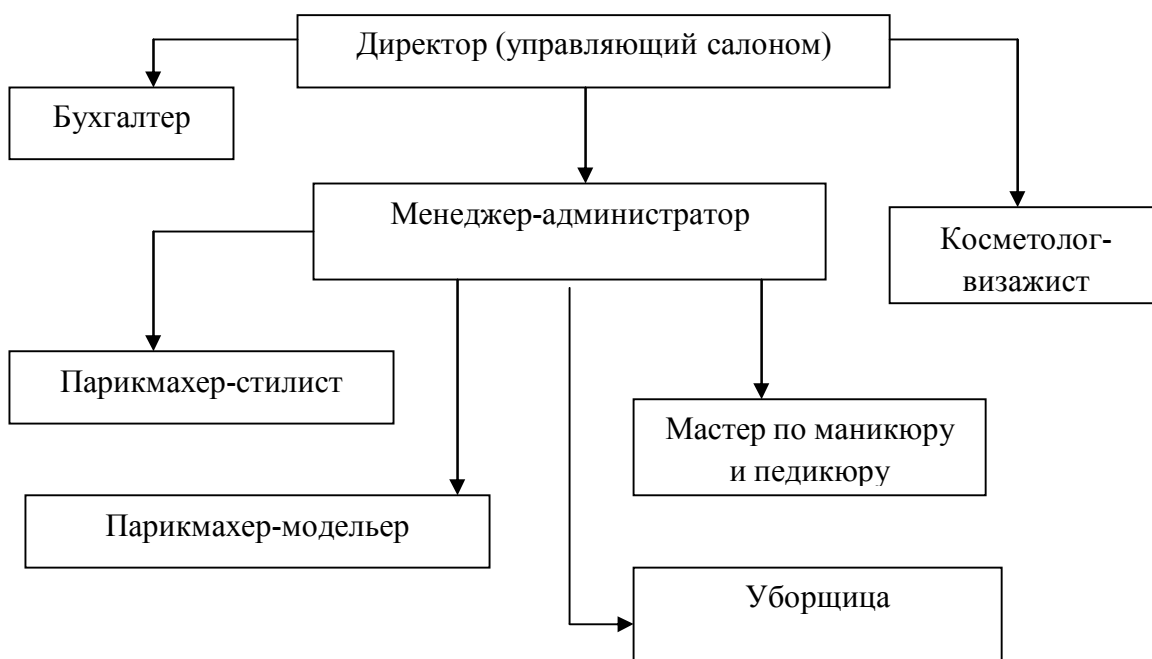 Директор (управляющий салоном)
Бухгалтер
Менеджер-администратор
Косметолог-
визажист
Парикмахер-стилист
Мастер по маникюру
и педикюру
Парикмахер-модельер
Уборщица